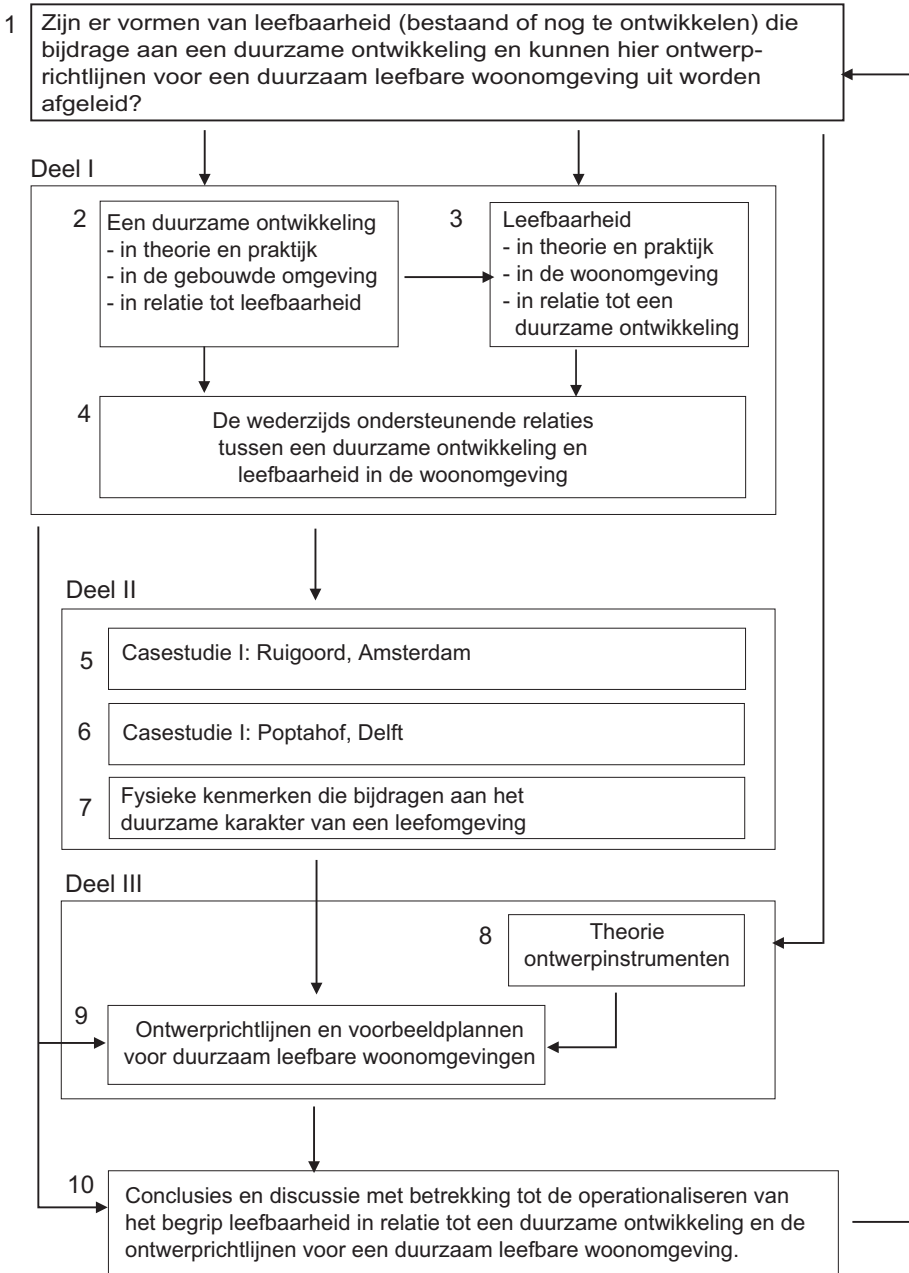 1
Zijn er vormen van leefbaarheid (bestaand of nog te ontwikkelen) die
bijdrage aan een duurzame ontwikkeling en kunnen hier ontwerp-
richtlijnen voor een duurzaam leefbare woonomgeving uit worden
afgeleid?
Deel I
2
Een duurzame ontwikkeling
- in theorie en praktijk
- in de gebouwde omgeving
- in relatie tot leefbaarheid
3
Leefbaarheid
- in theorie en praktijk
- in de woonomgeving
- in relatie tot een
duurzame ontwikkeling
4
De wederzijds ondersteunende relaties
tussen een duurzame ontwikkeling en
leefbaarheid in de woonomgeving
Deel II
5
Casestudie I: Ruigoord, Amsterdam
6
Casestudie I: Poptahof, Delft
7
Fysieke kenmerken die bijdragen aan het
duurzame karakter van een leefomgeving
Deel III
8
Theorie
ontwerpinstrumenten
9
Ontwerprichtlijnen en voorbeeldplannen
voor duurzaam leefbare woonomgevingen
10
Conclusies en discussie met betrekking tot de operationaliseren van
het begrip leefbaarheid in relatie tot een duurzame ontwikkeling en de
ontwerprichtlijnen voor een duurzaam leefbare woonomgeving.